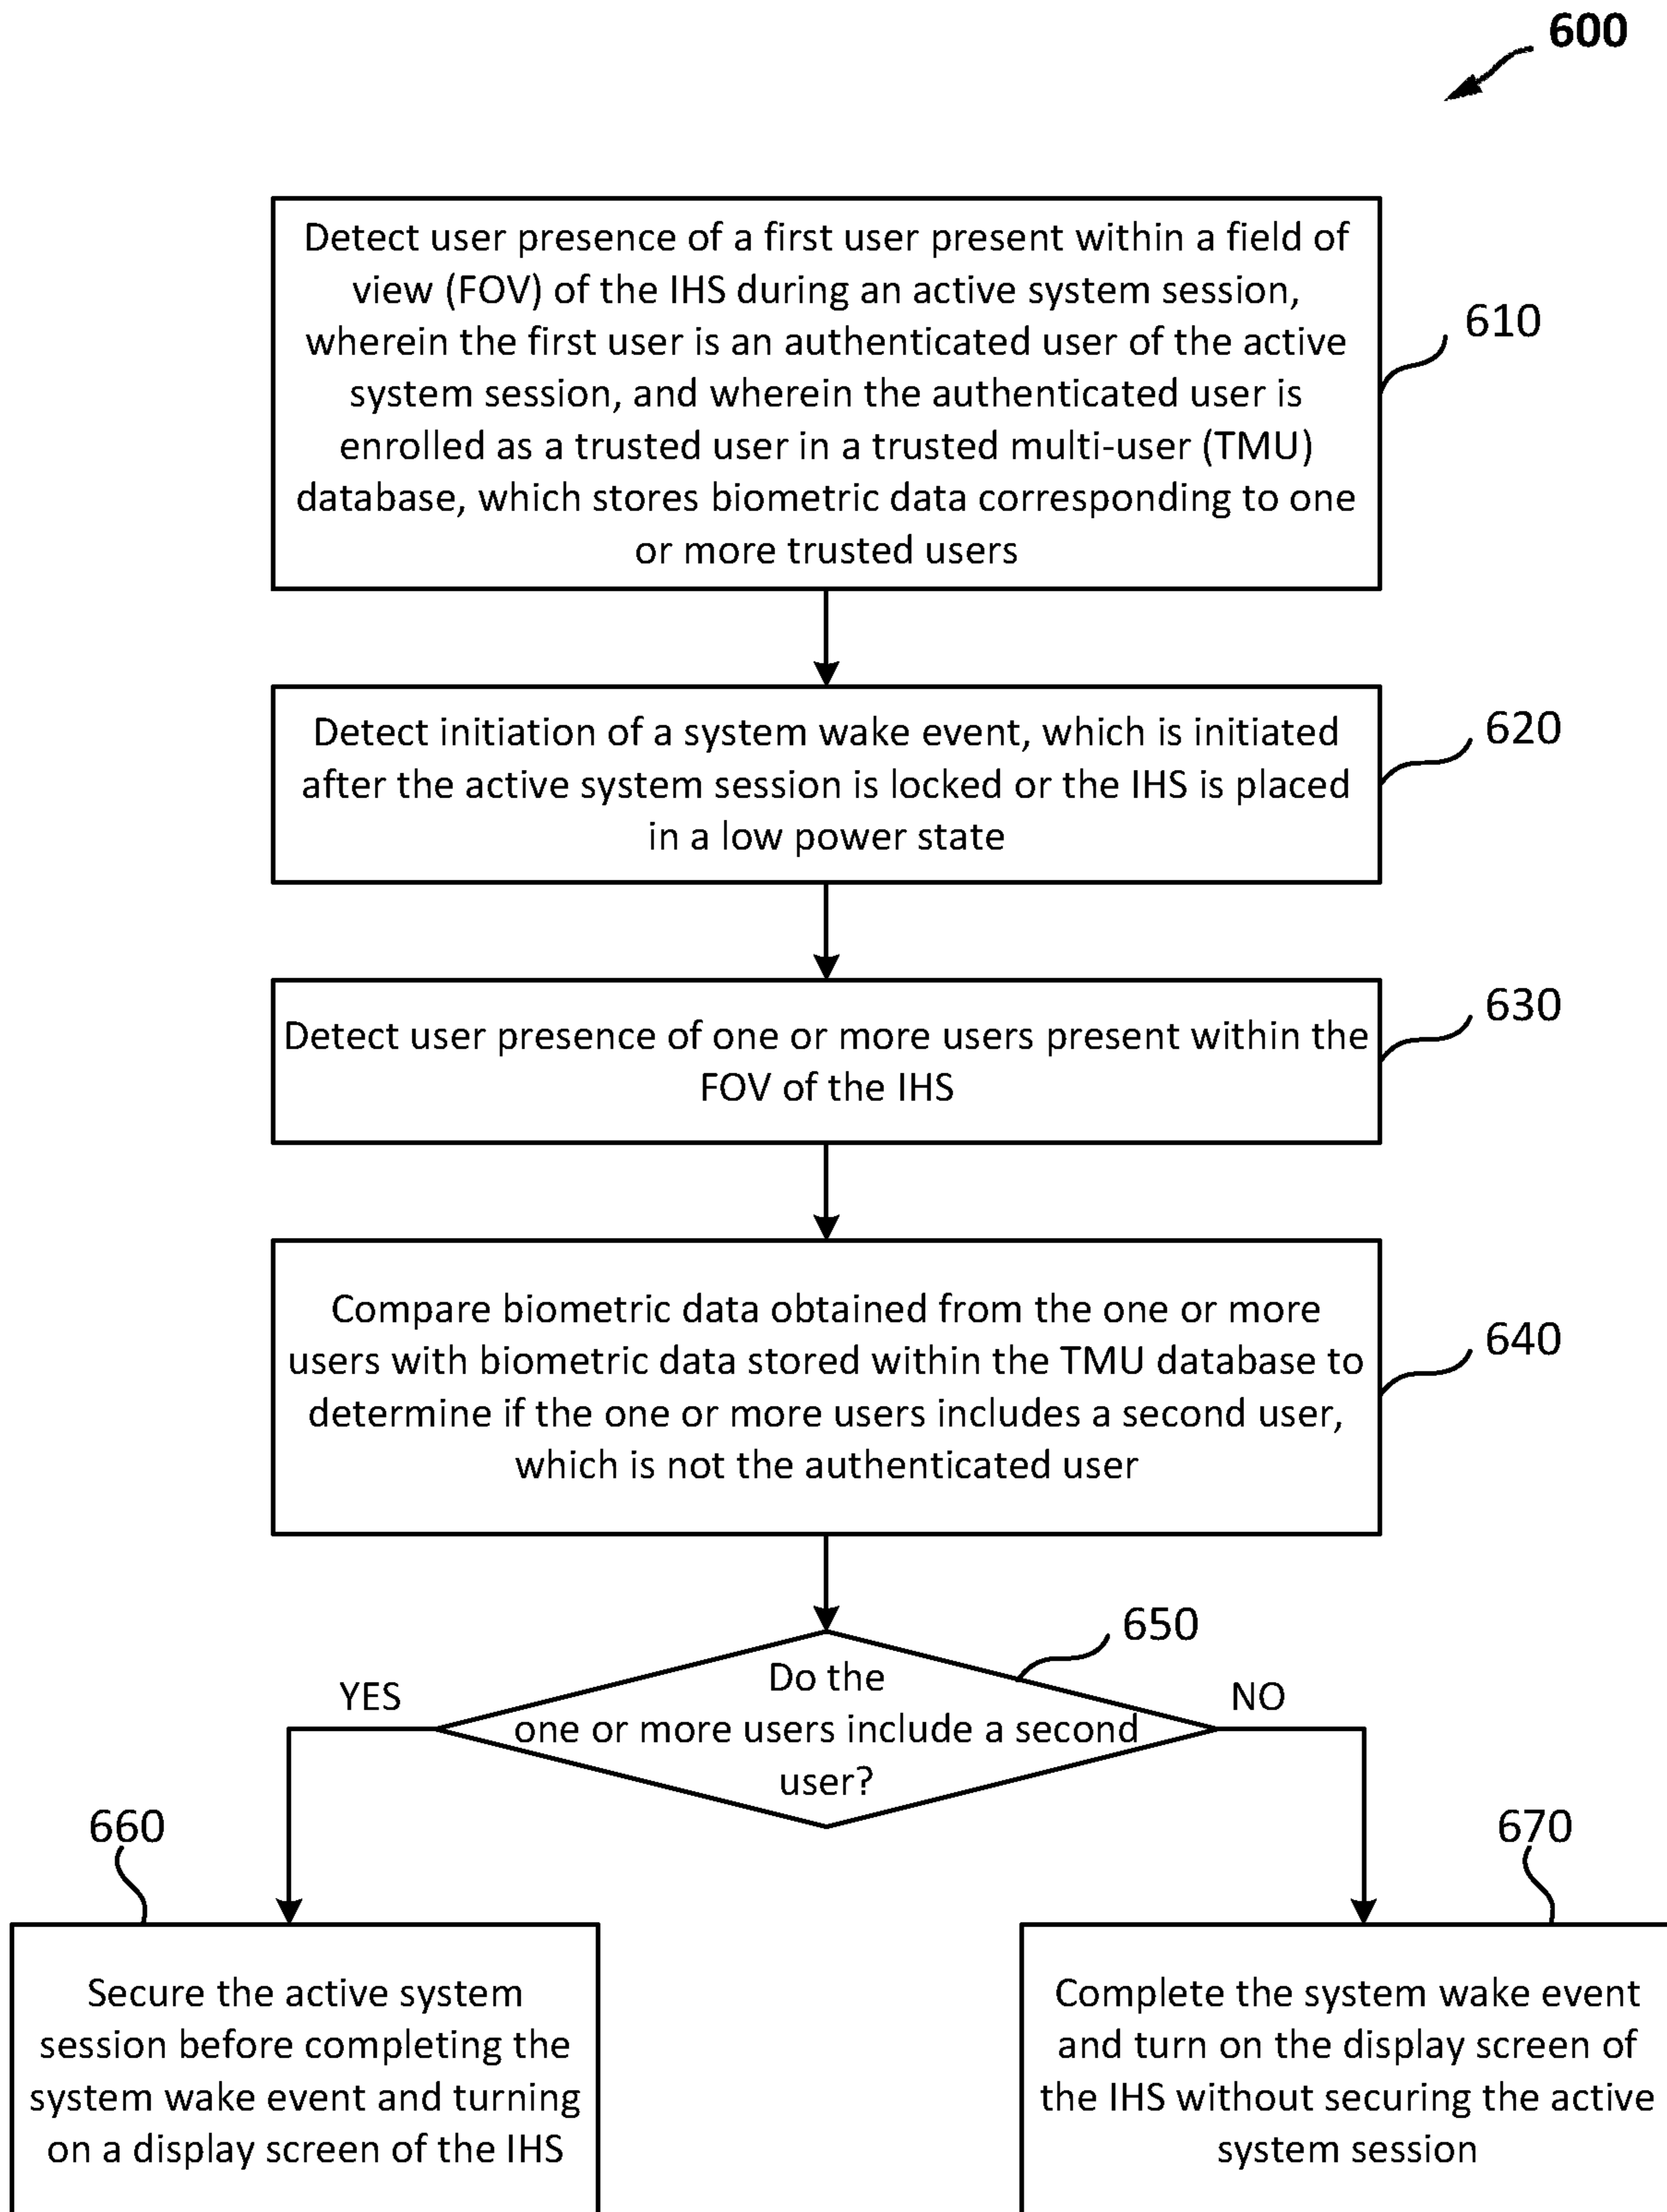 600
Detect user presence of a first user present within a field of
view (FOV) of the IHS during an active system session,
wherein the first user is an authenticated user of the active
system session, and wherein the authenticated user is
enrolled as a trusted user in a trusted multi-user (TMU)
database, which stores biometric data corresponding to one
or more trusted users
610
Detect initiation of a system wake event, which is initiated
after the active system session is locked or the IHS is placed
in a low power state
620
Detect user presence of one or more users present within the
FOV of the IHS
630
Compare biometric data obtained from the one or more
users with biometric data stored within the TMU database to
determine if the one or more users includes a second user,
which is not the authenticated user
640
650
Do the
one or more users include a second
user?
YES
NO
660
Secure the active system
session before completing the
system wake event and turning
on a display screen of the IHS
670
Complete the system wake event
and turn on the display screen of
the IHS without securing the active
system session